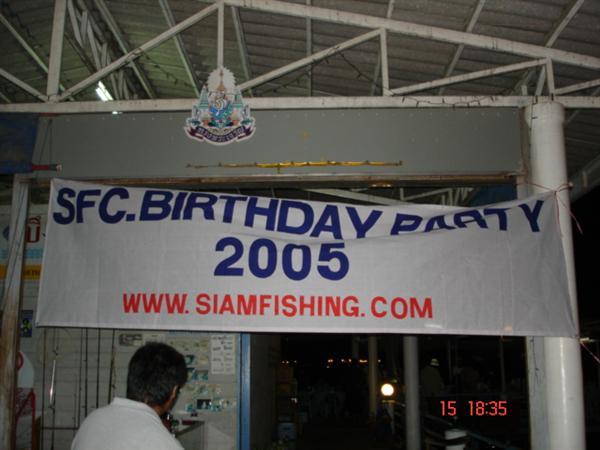 SFC.BIRTHDAY PARTY
2005
WWW.SIAMFISHING.COM
15 18:35